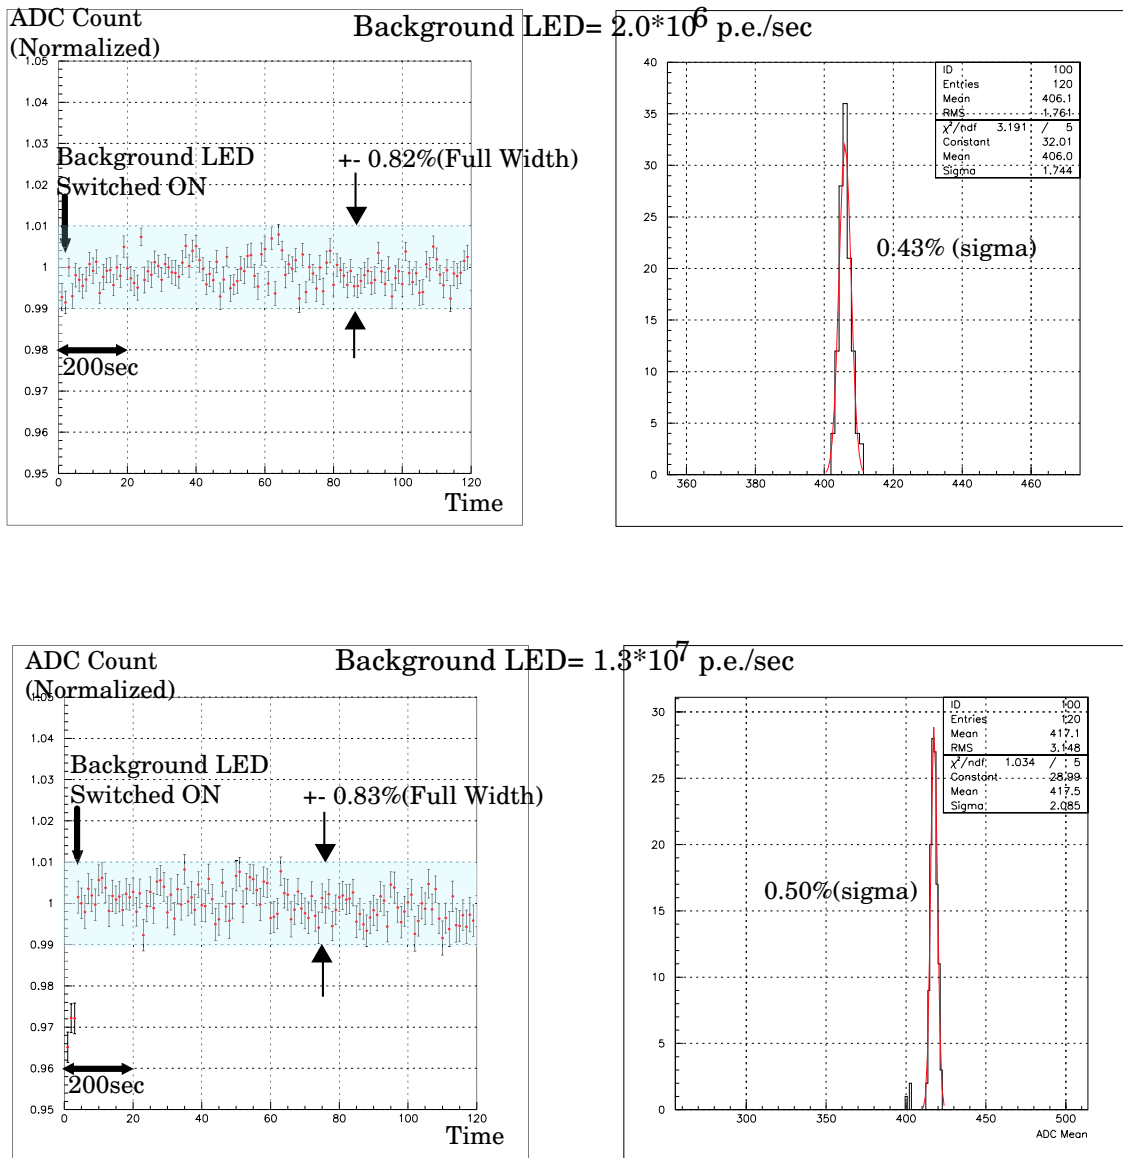 ADC Count
(Normalized)
Background LED= 2.0*10^6 p.e./sec
1.05
1.04
1.03
1.02
1.01
1
0.99
0.98
0.97
0.96
0.95
Background LED
Switched ON
+- 0.82%(Full Width)
200sec
0 20 40 60 80 100 120
Time
40
35
30
25
20
15
10
5
0
ID 100
Entries 120
Mean 406.1
RMS 1.761
χ²/ndf 3.191 / 5
Constant 32.01
Mean 406.0
Sigma 1.744
0.43% (sigma)
360 380 400 420 440 460
ADC Count
(Normalized)
Background LED= 1.3*10^7 p.e./sec
1.05
1.04
1.03
1.02
1.01
1
0.99
0.98
0.97
0.96
0.95
Background LED
Switched ON
+- 0.83%(Full Width)
200sec
0 20 40 60 80 100 120
Time
30
25
20
15
10
5
0
ID 100
Entries 120
Mean 417.1
RMS 3.148
χ²/ndf 1.034 / 5
Constant 28.99
Mean 417.5
Sigma 2.085
0.50%(sigma)
300 350 400 450 500
ADC Mean